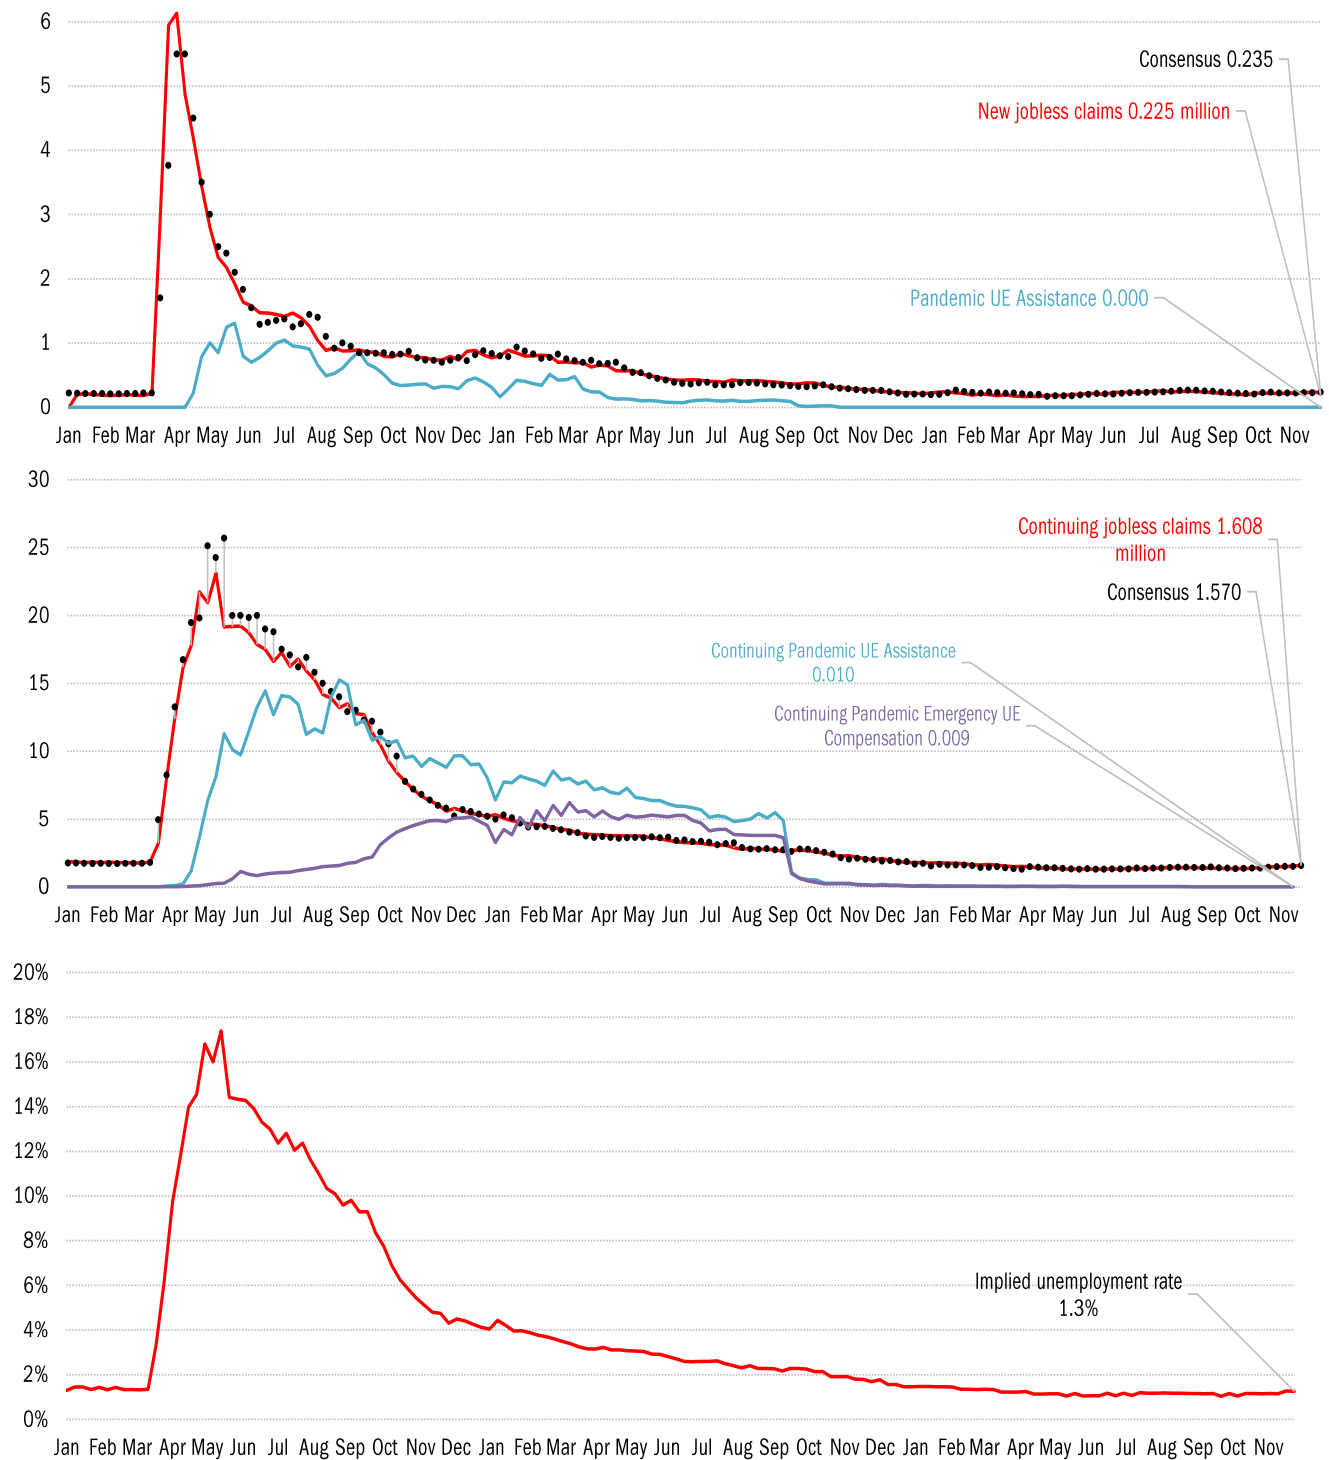 6
Consensus 0.235
5
New jobless claims 0.225 million
4
3
2
Pandemic UE Assistance 0.000
1
0
Jan Feb Mar Apr May Jun Jul Aug Sep Oct Nov Dec Jan Feb Mar Apr May Jun Jul Aug Sep Oct Nov Dec Jan Feb Mar Apr May Jun Jul Aug Sep Oct Nov
30
Continuing jobless claims 1.608
million
25
Consensus 1.570
20
Continuing Pandemic UE Assistance
0.010
15
Continuing Pandemic Emergency UE
Compensation 0.009
10
5
0
Jan Feb Mar Apr May Jun Jul Aug Sep Oct Nov Dec Jan Feb Mar Apr May Jun Jul Aug Sep Oct Nov Dec Jan Feb Mar Apr May Jun Jul Aug Sep Oct Nov
20%
18%
16%
14%
12%
10%
8%
6%
Implied unemployment rate
1.3%
4%
2%
0%
Jan Feb Mar Apr May Jun Jul Aug Sep Oct Nov Dec Jan Feb Mar Apr May Jun Jul Aug Sep Oct Nov Dec Jan Feb Mar Apr May Jun Jul Aug Sep Oct Nov